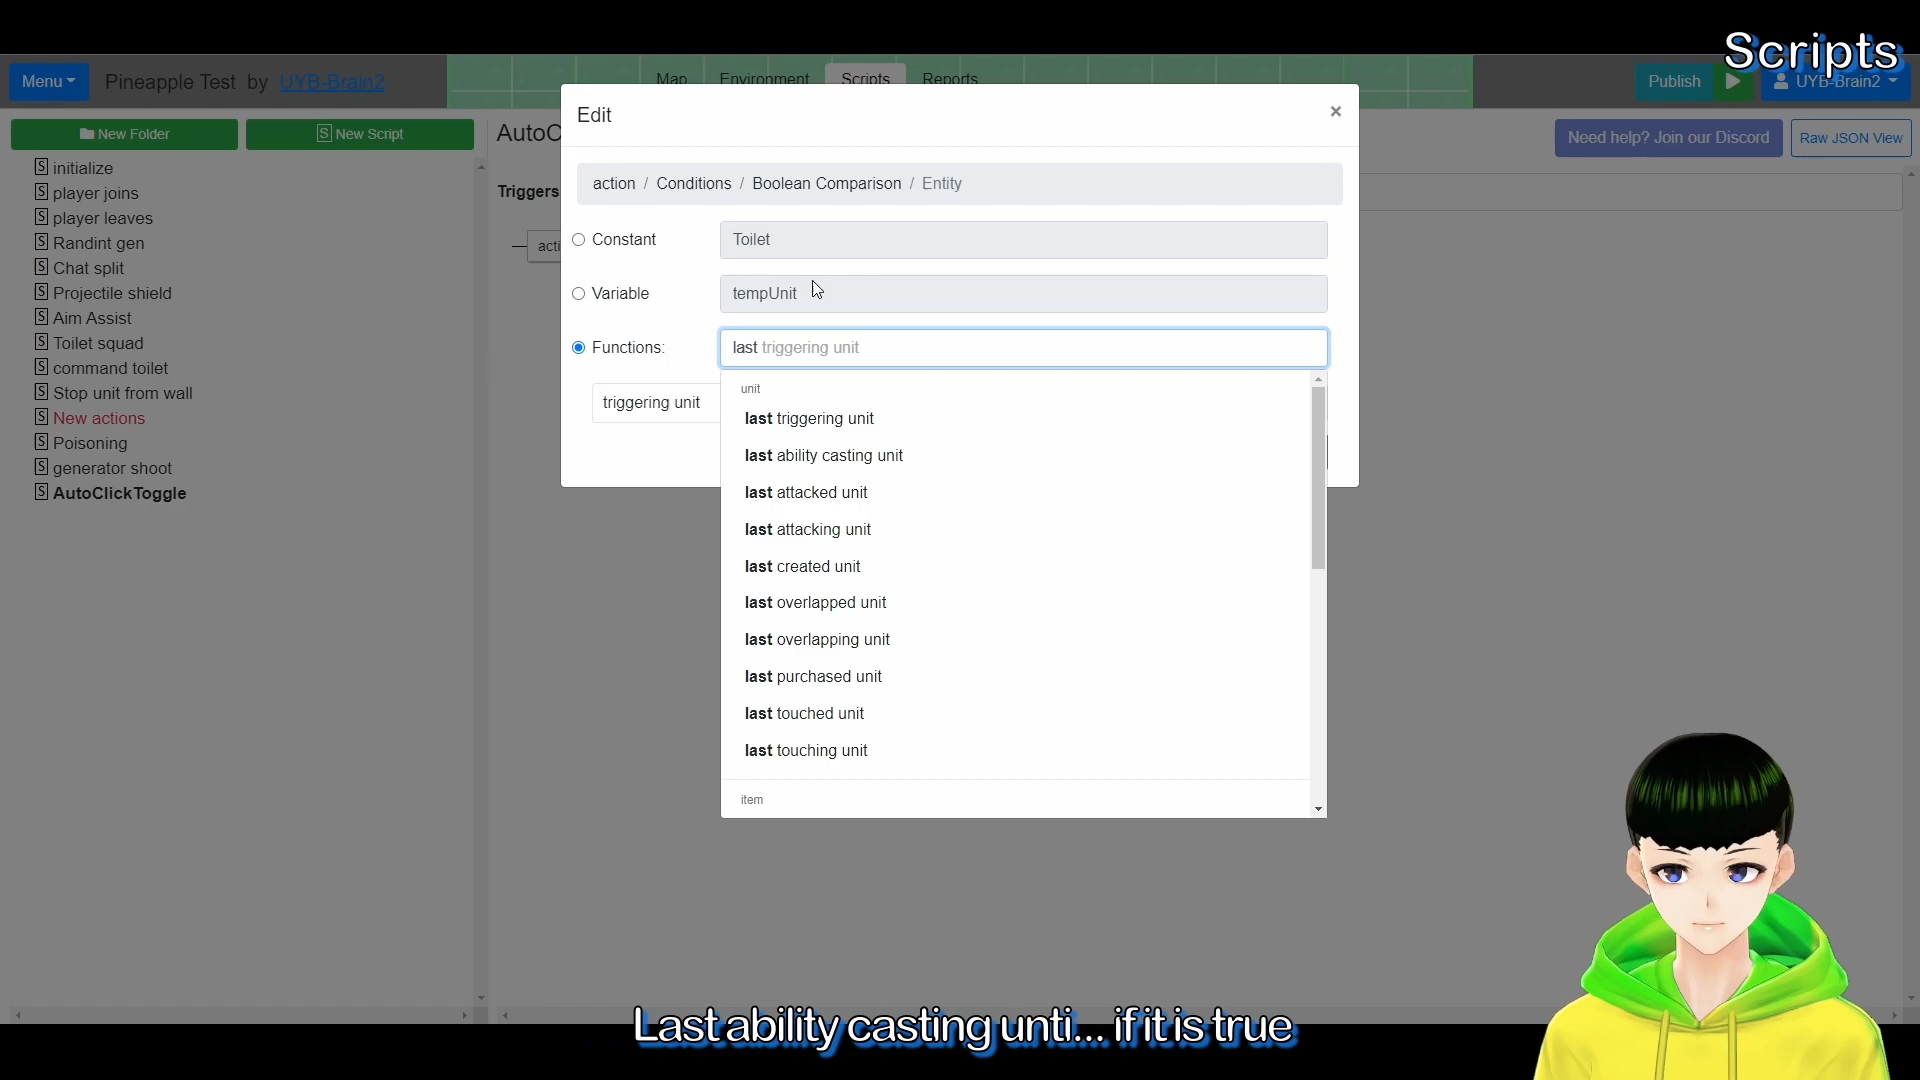 Scripts
Menu
Pineapple Test by UYB-Brain2
Map
Environment
Scripts
Reports
Publish
UYB-Brain2
New Folder
S New Script
AutoC
Need help? Join our Discord
Raw JSON View
Triggers
acti
S initialize
S player joins
S player leaves
S Randint gen
S Chat split
S Projectile shield
S Aim Assist
S Toilet squad
S command toilet
S Stop unit from wall
S New actions
S Poisoning
S generator shoot
S AutoClickToggle
Edit
×
action / Conditions / Boolean Comparison / Entity
Constant
Toilet
Variable
tempUnit
Functions:
last triggering unit
triggering unit
unit
last triggering unit
last ability casting unit
last attacked unit
last attacking unit
last created unit
last overlapped unit
last overlapping unit
last purchased unit
last touched unit
last touching unit
item
Last ability casting unti... if it is true